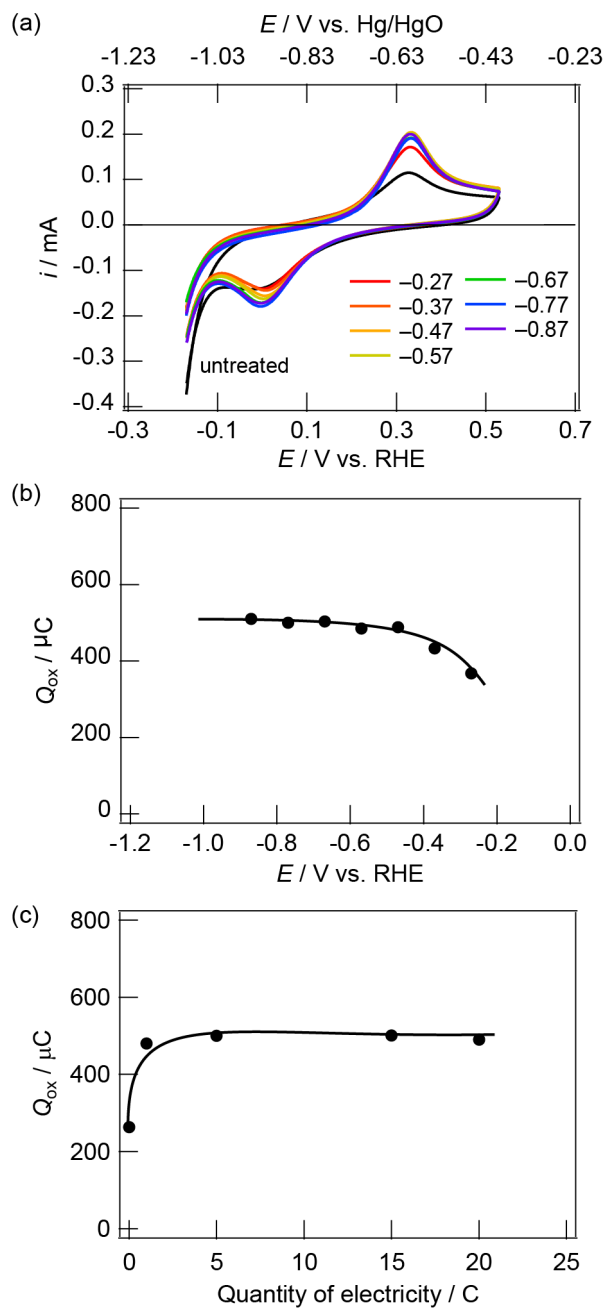 (a)
E / V vs. Hg/HgO
-1.23 -1.03 -0.83 -0.63 -0.43 -0.23
0.3
0.2
0.1
0.0
-0.1
-0.2
-0.3
-0.4
i / mA
−0.27 −0.67
−0.37 −0.77
−0.47 −0.87
−0.57
untreated
-0.3 -0.1 0.1 0.3 0.5 0.7
E / V vs. RHE
(b)
800
600
400
200
0
Qox / µC
-1.2 -1.0 -0.8 -0.6 -0.4 -0.2 0.0
E / V vs. RHE
(c)
800
600
400
200
0
Qox / µC
0 5 10 15 20 25
Quantity of electricity / C